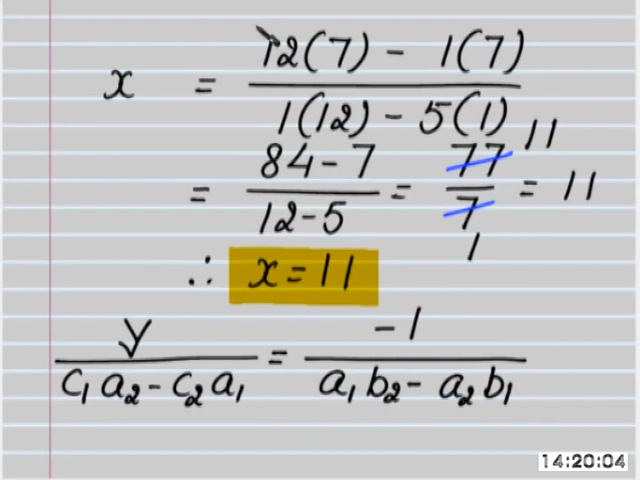 x = 12(7) - 1(7) / 1(12) - 5(1)
= 84-7 / 12-5 = 77 / 7 = 11
11
1
∴ x = 11
y / c₁a₂ - c₂a₁ = -1 / a₁b₂ - a₂b₁
14:20:04